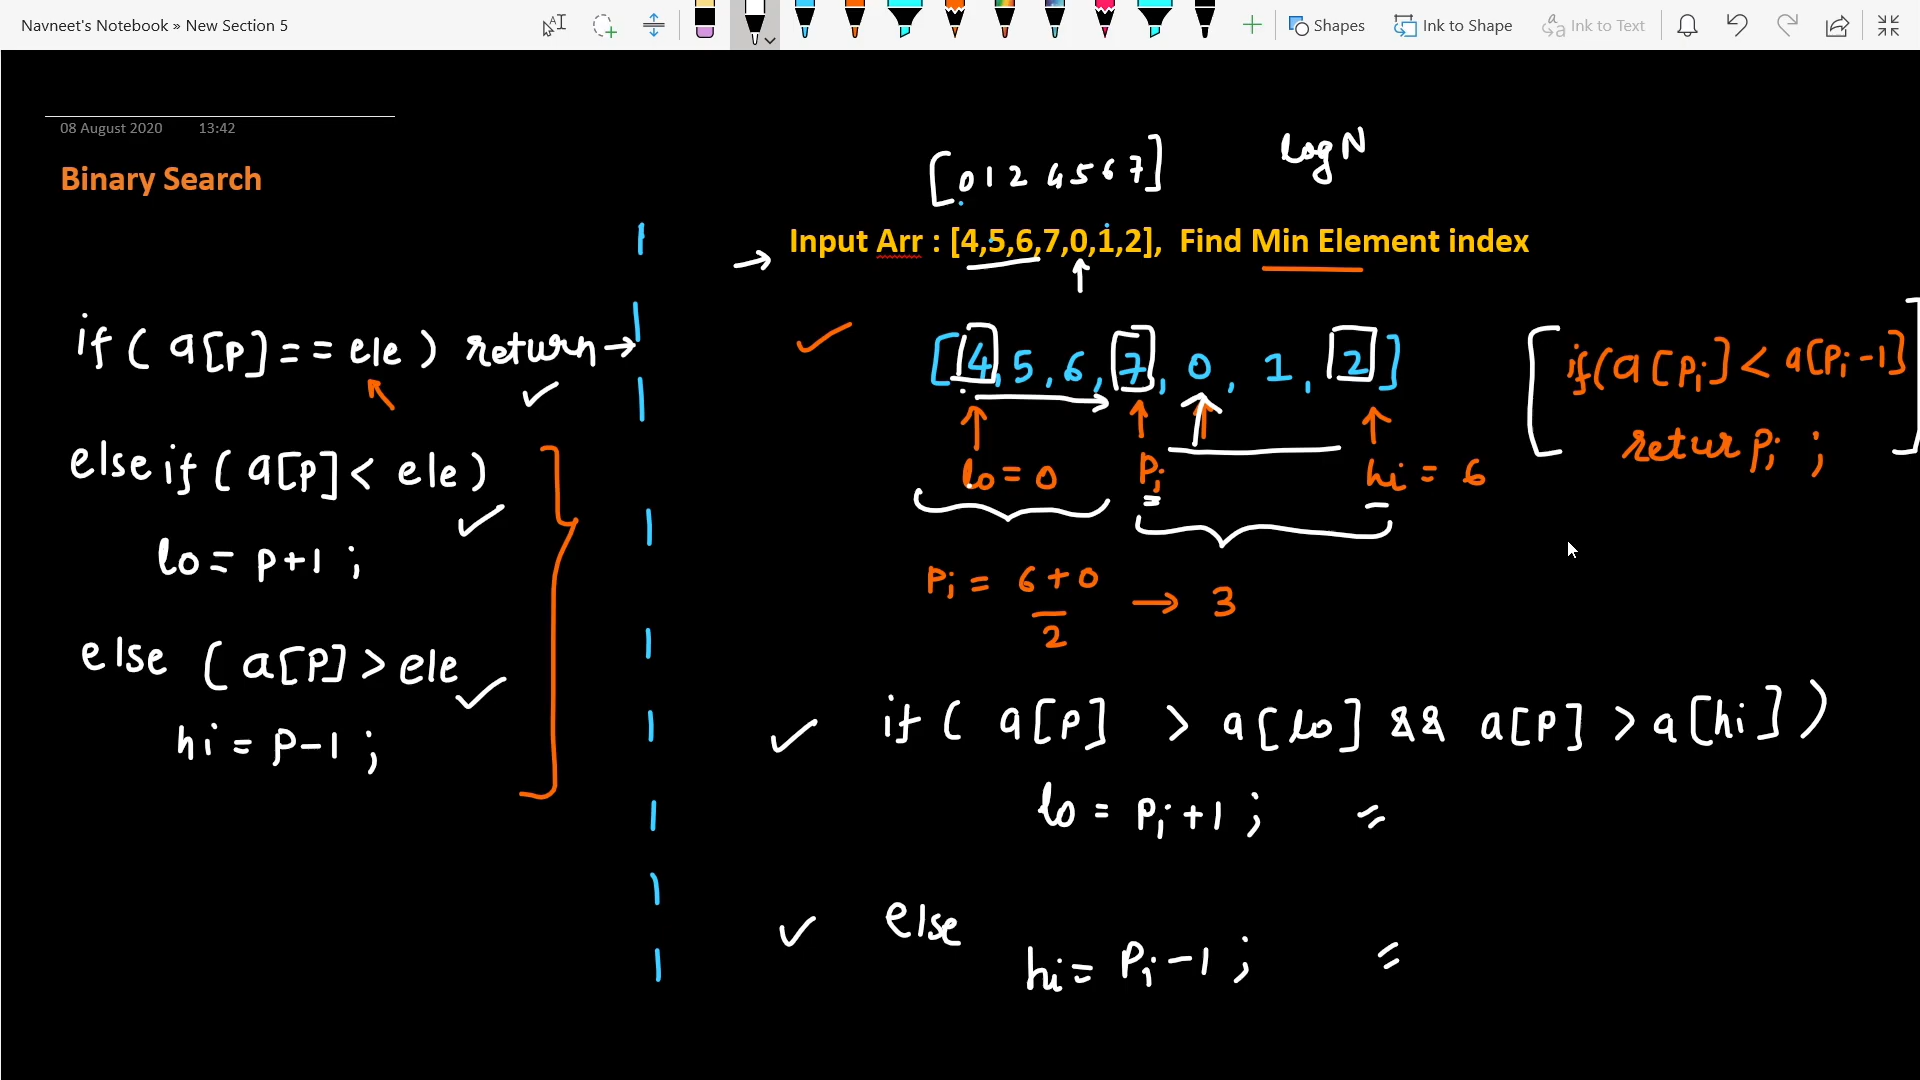 Navneet's Notebook » New Section 5
Shapes
Ink to Shape
Ink to Text
08 August 2020 13:42
Binary Search
if ( a[p] == ele ) return →
else if ( a[p] < ele )
lo = p+1 ;
else ( a[p] > ele
hi = p-1 ;
[0 1 2 4 5 6 7]
log N
→ Input Arr : [4,5,6,7,0,1,2], Find Min Element index
[4, 5, 6, 7, 0, 1, 2]
lo = 0
Pi
hi = 6
if( a[Pi] < a[Pi-1]
retur Pi ;
Pi = 6+0
2
→ 3
if ( a[p] > a[lo] && a[p] > a[hi] )
lo = Pi+1 ;
else
hi = Pi-1 ;